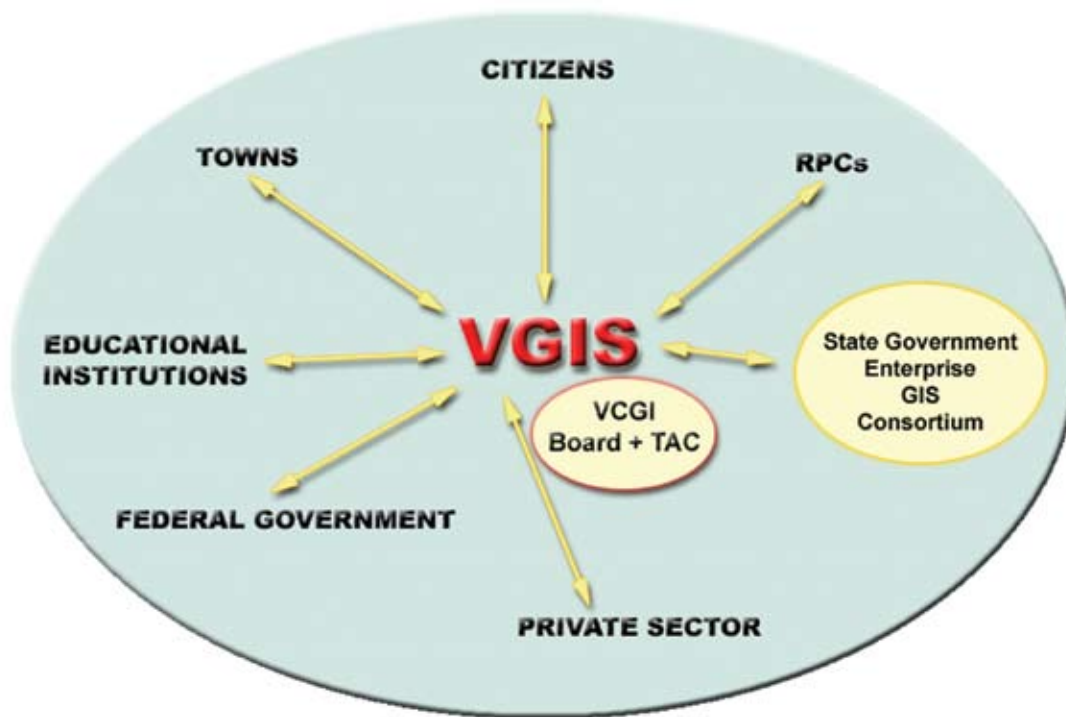 CITIZENS
TOWNS
RPCs
VGIS
EDUCATIONAL
INSTITUTIONS
State Government
Enterprise
GIS
Consortium
VCGI
Board + TAC
FEDERAL GOVERNMENT
PRIVATE SECTOR